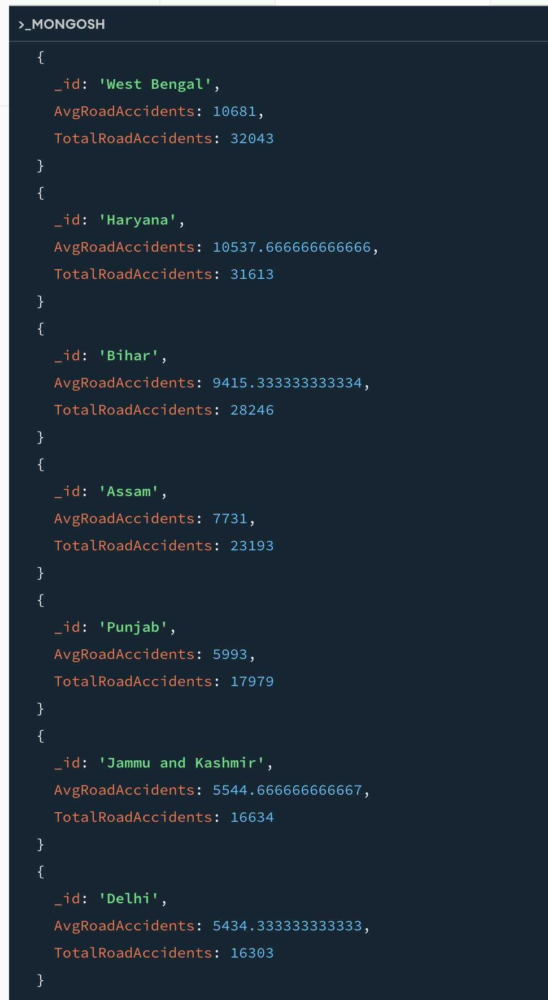 >_MONGOSH
{
_id: 'West Bengal',
AvgRoadAccidents: 10681,
TotalRoadAccidents: 32043
}
{
_id: 'Haryana',
AvgRoadAccidents: 10537.666666666666,
TotalRoadAccidents: 31613
}
{
_id: 'Bihar',
AvgRoadAccidents: 9415.333333333334,
TotalRoadAccidents: 28246
}
{
_id: 'Assam',
AvgRoadAccidents: 7731,
TotalRoadAccidents: 23193
}
{
_id: 'Punjab',
AvgRoadAccidents: 5993,
TotalRoadAccidents: 17979
}
{
_id: 'Jammu and Kashmir',
AvgRoadAccidents: 5544.666666666667,
TotalRoadAccidents: 16634
}
{
_id: 'Delhi',
AvgRoadAccidents: 5434.333333333333,
TotalRoadAccidents: 16303
}